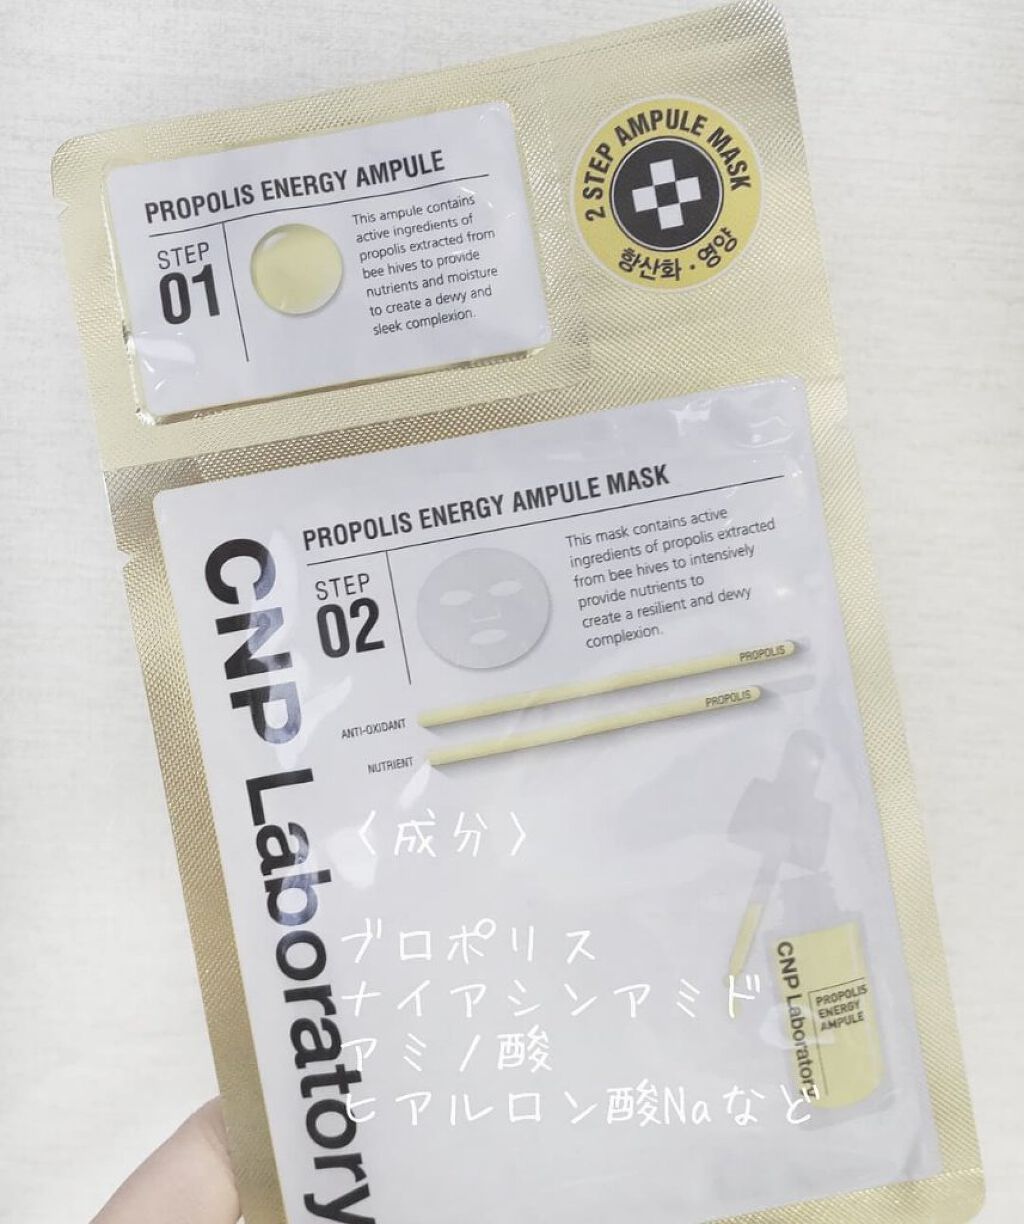 PROPOLIS ENERGY AMPULE
STEP
01
This ampule contains
active ingredients of
propolis extracted from
bee hives to provide
nutrients and moisture
to create a dewy and
sleek complexion.
2 STEP AMPULE MASK
항산화 · 영양
PROPOLIS ENERGY AMPULE MASK
STEP
02
This mask contains active
ingredients of propolis extracted
from bee hives to intensively
provide nutrients to
create a resilient and dewy
complexion.
ANTI-OXIDANT
PROPOLIS
NUTRIENT
PROPOLIS
CNP Laboratory
〈成分〉
プロポリス
ナイアシンアミド
アミノ酸
ヒアルロン酸Naなど
CNP Laboratory
PROPOLIS
ENERGY
AMPULE